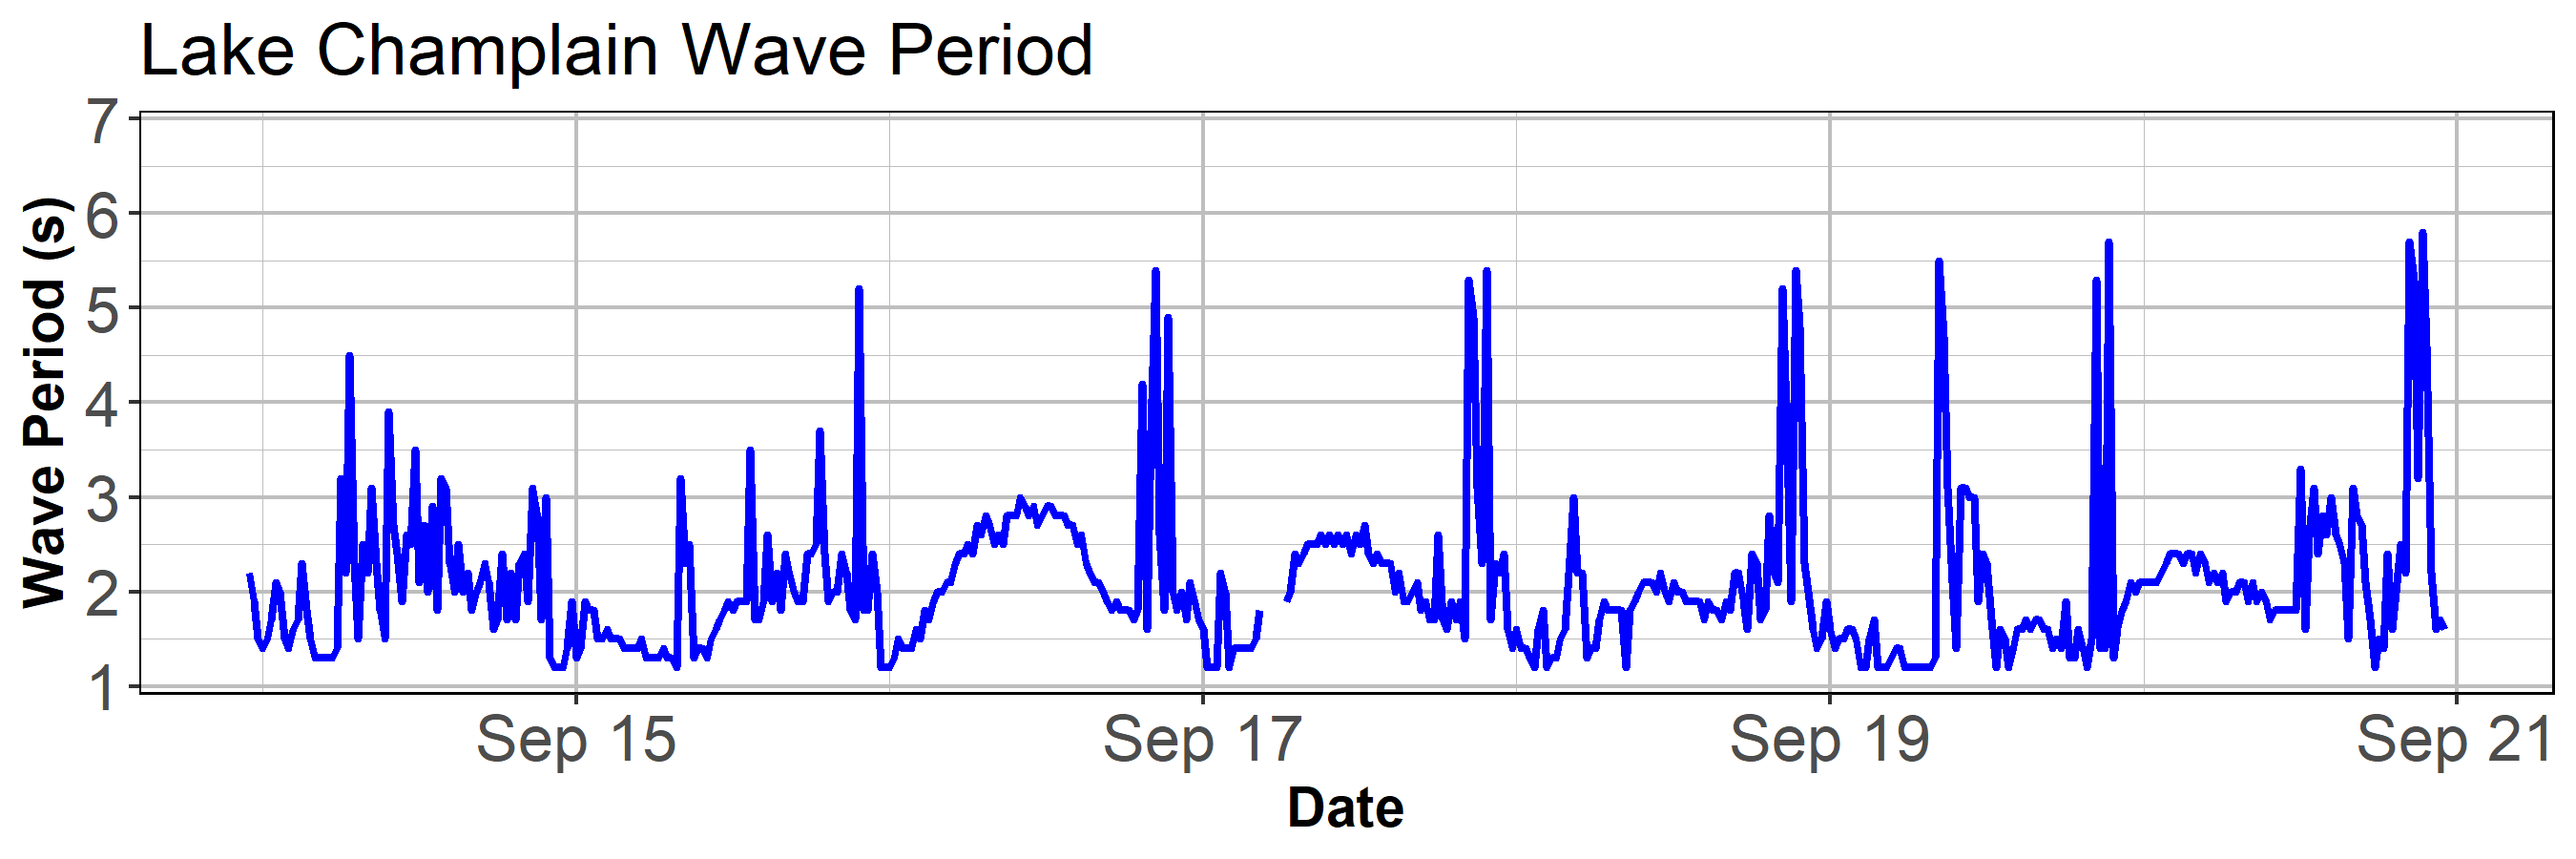 Lake Champlain Wave Period
Wave Period (s)
7
6
5
4
3
2
1
Sep 15
Sep 17
Sep 19
Sep 21
Date